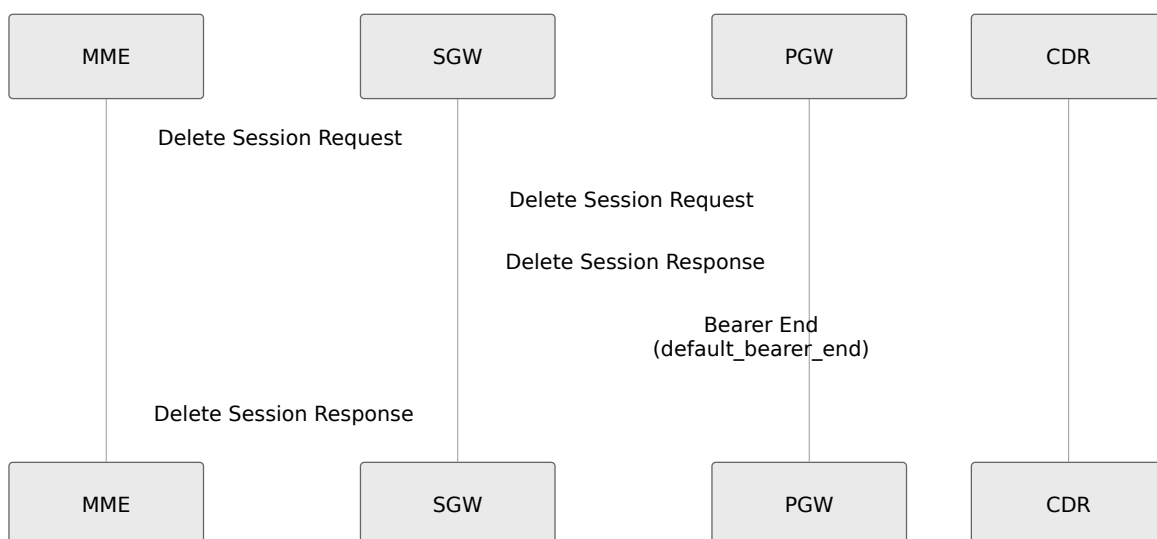 MME
SGW
PGW
CDR
Delete Session Request
Delete Session Request
Delete Session Response
Bearer End
(default_bearer_end)
Delete Session Response
MME
SGW
PGW
CDR